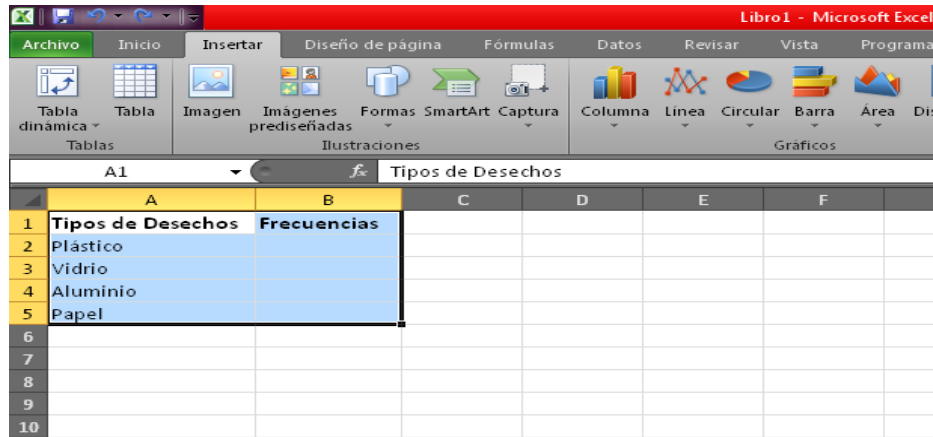 Libro1 - Microsoft Excel
Archivo Inicio Insertar Diseño de página Fórmulas Datos Revisar Vista Programa
Tabla dinámica Tabla Imagen Imágenes prediseñadas Formas SmartArt Captura Columna Línea Circular Barra Área Dis
Tablas Ilustraciones Gráficos
A1 fx Tipos de Desechos
A B C D E F
1 Tipos de Desechos Frecuencias
2 Plástico
3 Vidrio
4 Aluminio
5 Papel
6
7
8
9
10